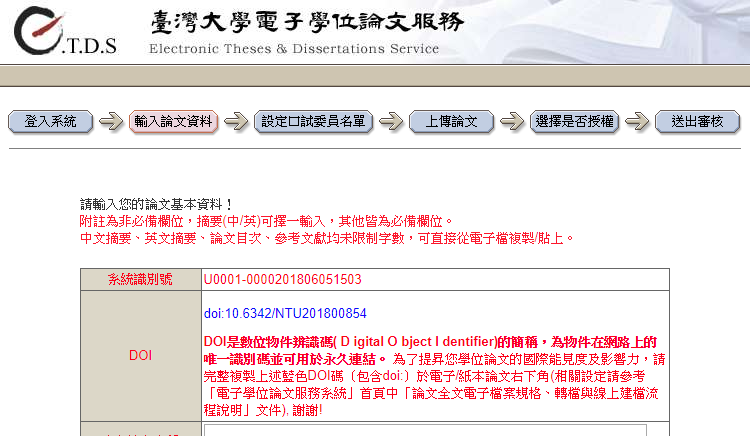 .T.D.S
臺灣大學電子學位論文服務
Electronic Theses & Dissertations Service
登入系統
輸入論文資料
設定口試委員名單
上傳論文
選擇是否授權
送出審核
請輸入您的論文基本資料！
附註為非必備欄位，摘要(中/英)可擇一輸入，其他皆為必備欄位。
中文摘要、英文摘要、論文目次、參考文獻均未限制字數，可直接從電子檔複製/貼上。
系統識別號
U0001-0000201806051503
DOI
doi:10.6342/NTU201800854
DOI是數位物件辨識碼( D igital O bject I dentifier)的簡稱，為物件在網路上的
唯一識別碼並可用於永久連結。 為了提昇您學位論文的國際能見度及影響力，請
完整複製上述藍色DOI碼〔包含doi:〕於電子/紙本論文右下角(相關設定請參考
「電子學位論文服務系統」首頁中「論文全文電子檔案規格、轉檔與線上建檔流
程說明」文件), 謝謝!